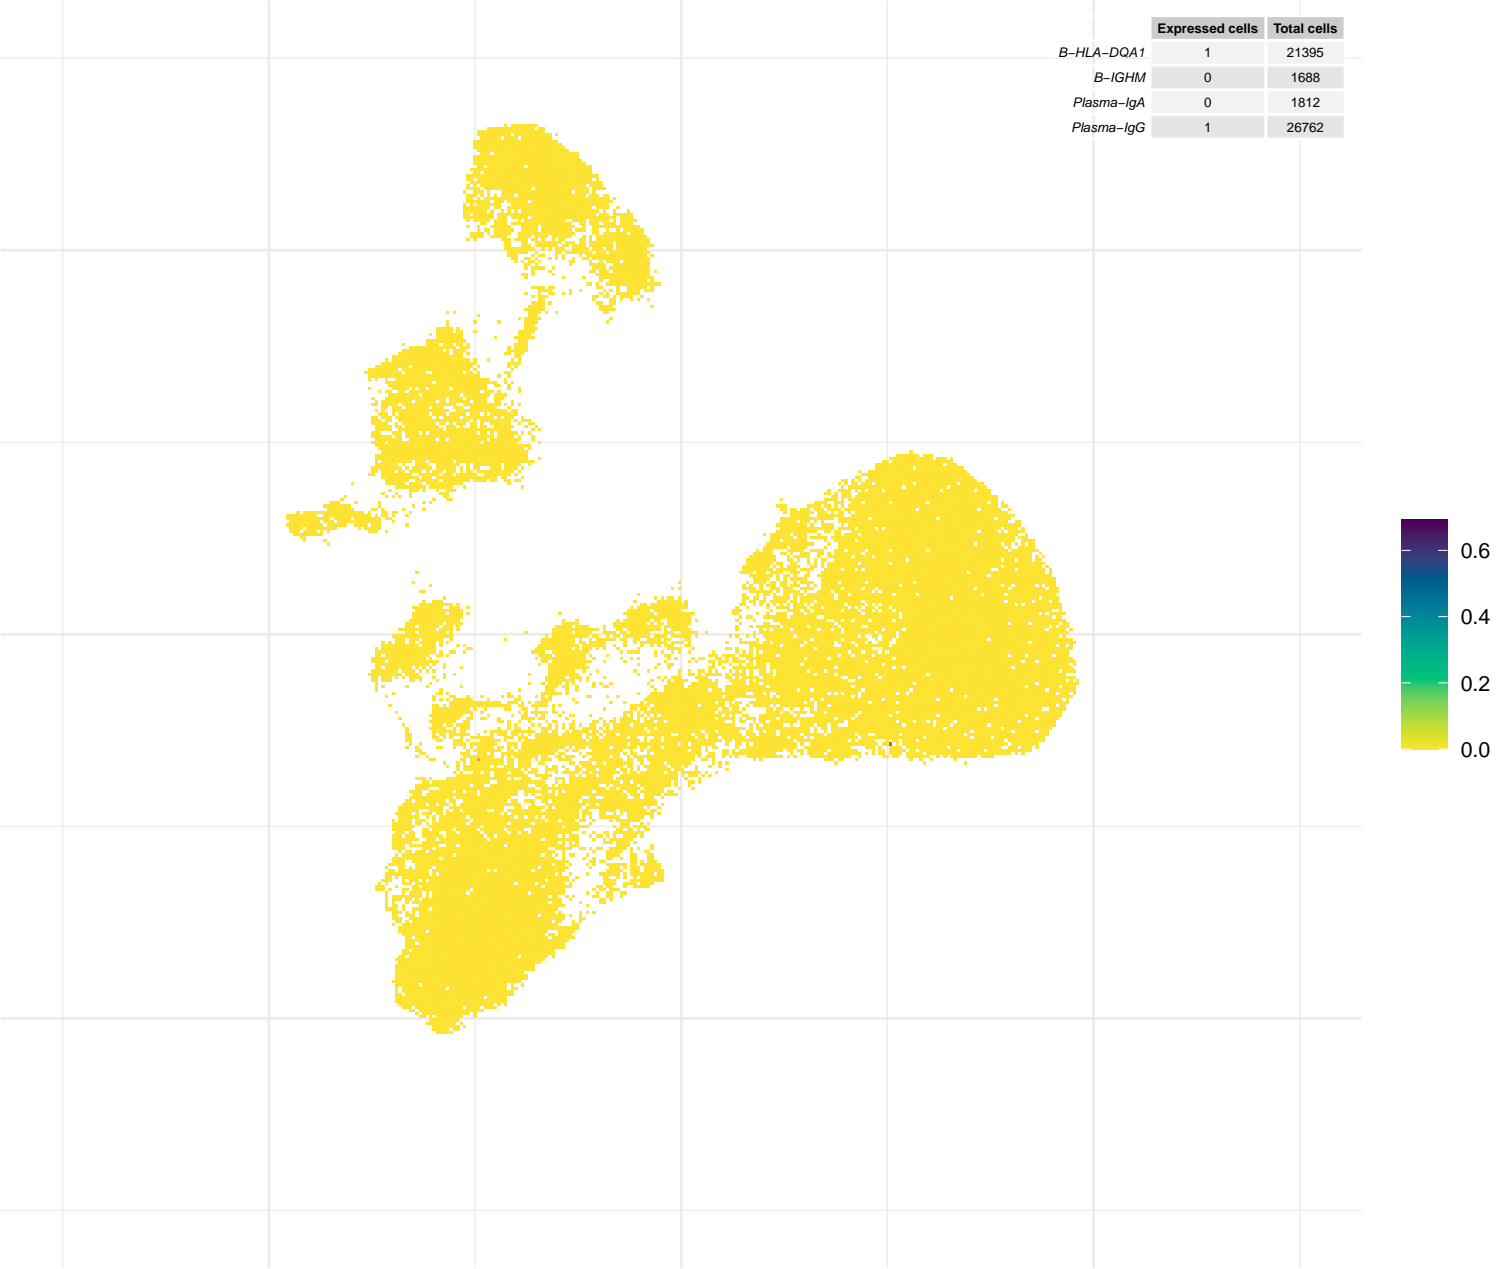 Expressed cells Total cells
B−HLA−DQA1 1 21395
B−IGHM 0 1688
Plasma−IgA 0 1812
Plasma−IgG 1 26762
0.6
0.4
0.2
0.0